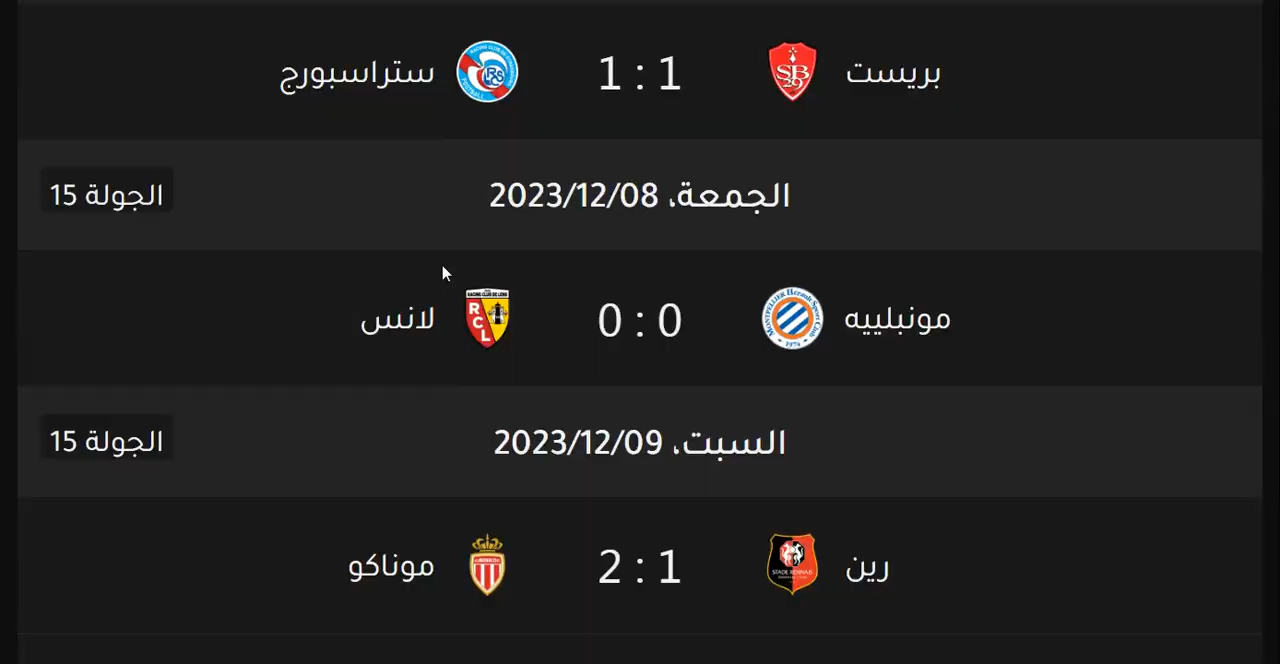 بريست 1 : 1 ستراسبورج
الجمعة، 2023/12/08 الجولة 15
مونبلييه 0 : 0 لانس
السبت، 2023/12/09 الجولة 15
رين 1 : 2 موناكو